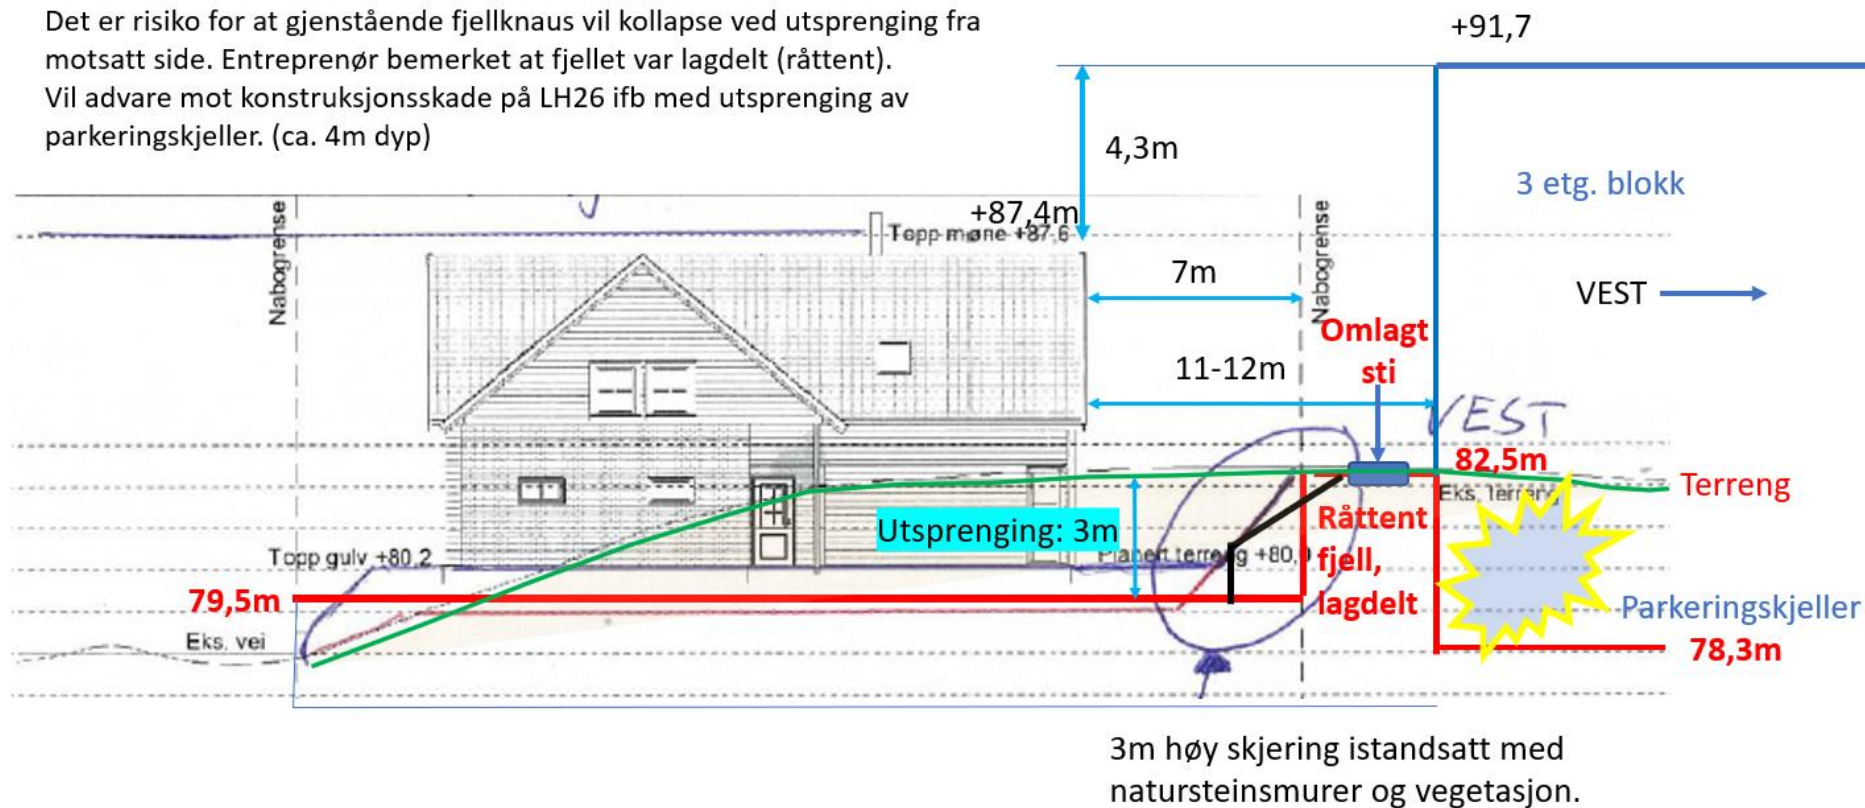 Det er risiko for at gjenstående fjellknaus vil kollapse ved utsprenging fra
motsatt side. Entreprenør bemerket at fjellet var lagdelt (råttent).
Vil advare mot konstruksjonsskade på LH26 ifb med utsprenging av
parkeringskjeller. (ca. 4m dyp)
+91,7
4,3m
3 etg. blokk
Nabogrense
+87,4m
Topp møne +87,6
Nabogrense
7m
VEST
Omlagt
sti
11-12m
VEST
82,5m
Eks. terreng
Terreng
Utsprenging: 3m
Råttent
fjell,
lagdelt
Topp gulv +80,2
Planert terreng +80,
79,5m
Parkeringskjeller
Eks. vei
78,3m
3m høy skjering istandsatt med
natursteinsmurer og vegetasjon.